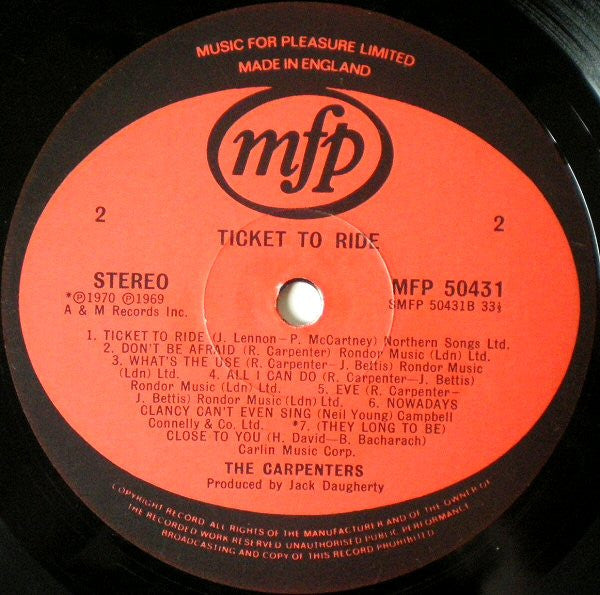 MUSIC FOR PLEASURE LIMITED
MADE IN ENGLAND
mfp
2 2
TICKET TO RIDE
STEREO MFP 50431
*Ⓟ1970 Ⓟ1969 SMFP 50431B 33⅓
A & M Records Inc.
1. TICKET TO RIDE (J. Lennon–P. McCartney) Northern Songs Ltd.
2. DON'T BE AFRAID (R. Carpenter) Rondor Music (Ldn) Ltd.
3. WHAT'S THE USE (R. Carpenter–J. Bettis) Rondor Music
(Ldn) Ltd. 4. ALL I CAN DO (R. Carpenter–J. Bettis)
Rondor Music (Ldn) Ltd. 5. EVE (R. Carpenter–
J. Bettis) Rondor Music (Ldn) Ltd. 6. NOWADAYS
CLANCY CAN'T EVEN SING (Neil Young) Campbell
Connelly & Co. Ltd. *7. (THEY LONG TO BE)
CLOSE TO YOU (H. David–B. Bacharach)
Carlin Music Corp.
THE CARPENTERS
Produced by Jack Daugherty
COPYRIGHT RECORD ALL RIGHTS OF THE MANUFACTURER AND OF THE OWNER OF
THE RECORDED WORK RESERVED UNAUTHORISED PUBLIC PERFORMANCE
BROADCASTING AND COPY OF THIS RECORD PROHIBITED